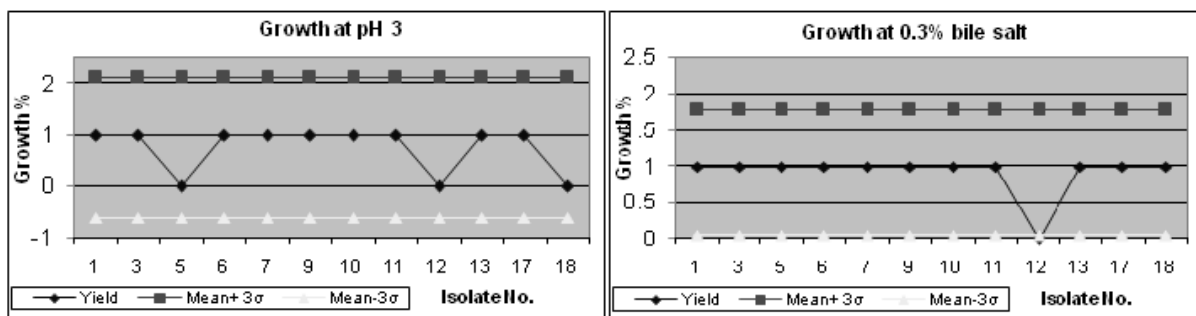 Growth at pH 3
Growth %
2
1
0
-1
1 3 5 6 7 9 10 11 12 13 17 18
Yield Mean+ 3σ Mean-3σ Isolate No.
Growth at 0.3% bile salt
Growth %
2.5
2
1.5
1
0.5
0
1 3 5 6 7 9 10 11 12 13 17 18
Yield Mean+ 3σ Mean-3σ Isolate No.